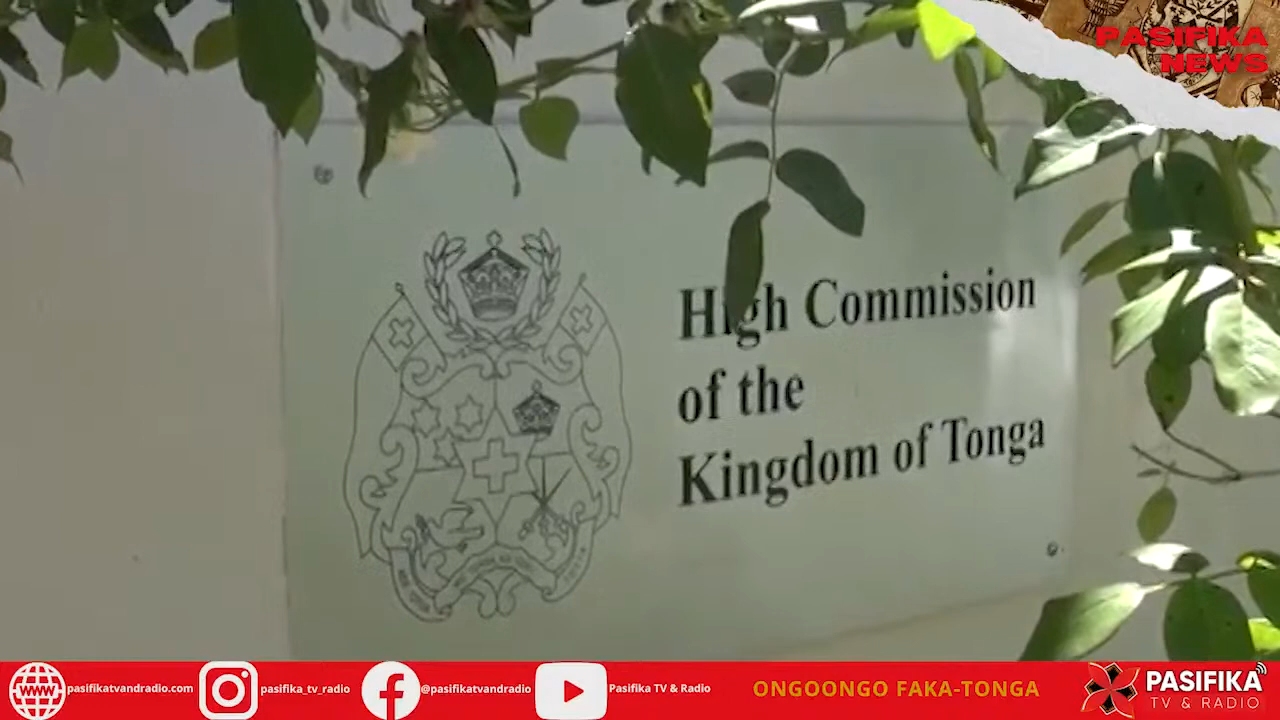 PASIFIKA
NEWS
High Commission
of the
Kingdom of Tonga
WWW
pasifikatvandradio.com
pasifika_tv_radio
@pasifikatvandradio
Pasifika TV & Radio
ONGOONGO FAKA-TONGA
PASIFIKA
TV & RADIO